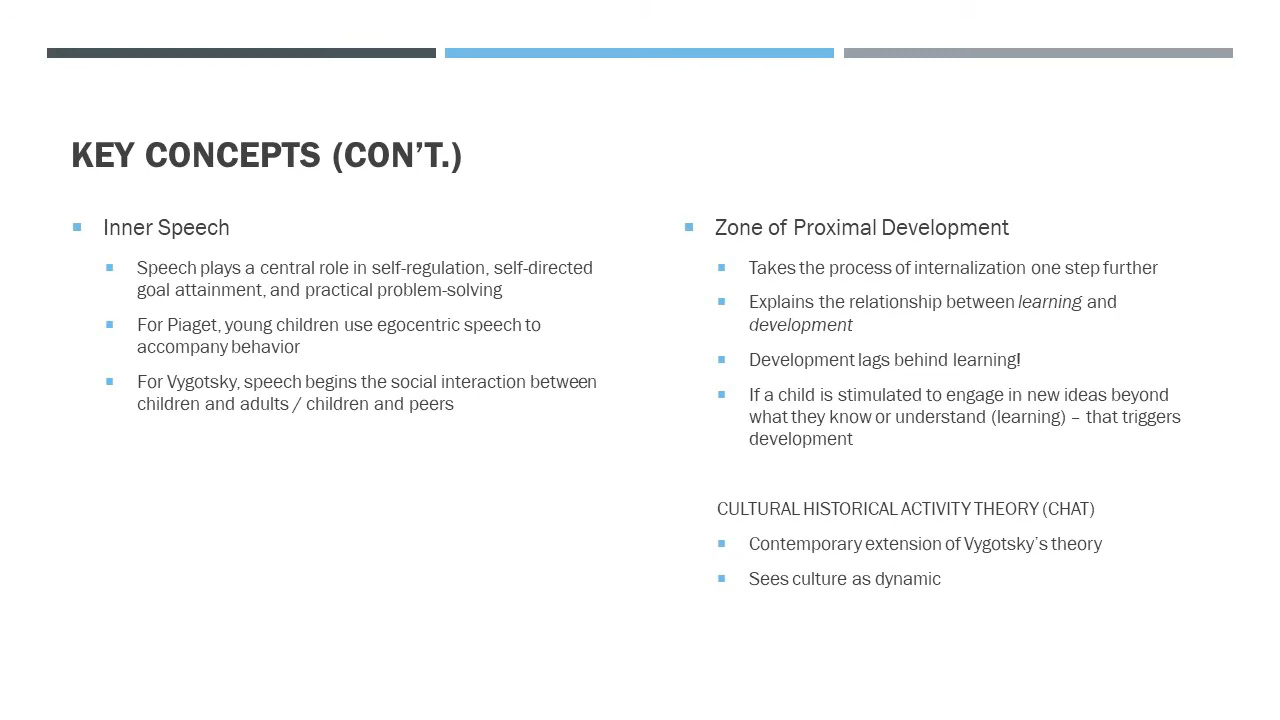 KEY CONCEPTS (CON'T.)
Inner Speech
Speech plays a central role in self-regulation, self-directed
goal attainment, and practical problem-solving
For Piaget, young children use egocentric speech to
accompany behavior
For Vygotsky, speech begins the social interaction between
children and adults / children and peers
Zone of Proximal Development
Takes the process of internalization one step further
Explains the relationship between learning and
development
Development lags behind learning!
If a child is stimulated to engage in new ideas beyond
what they know or understand (learning) – that triggers
development
CULTURAL HISTORICAL ACTIVITY THEORY (CHAT)
Contemporary extension of Vygotsky's theory
Sees culture as dynamic